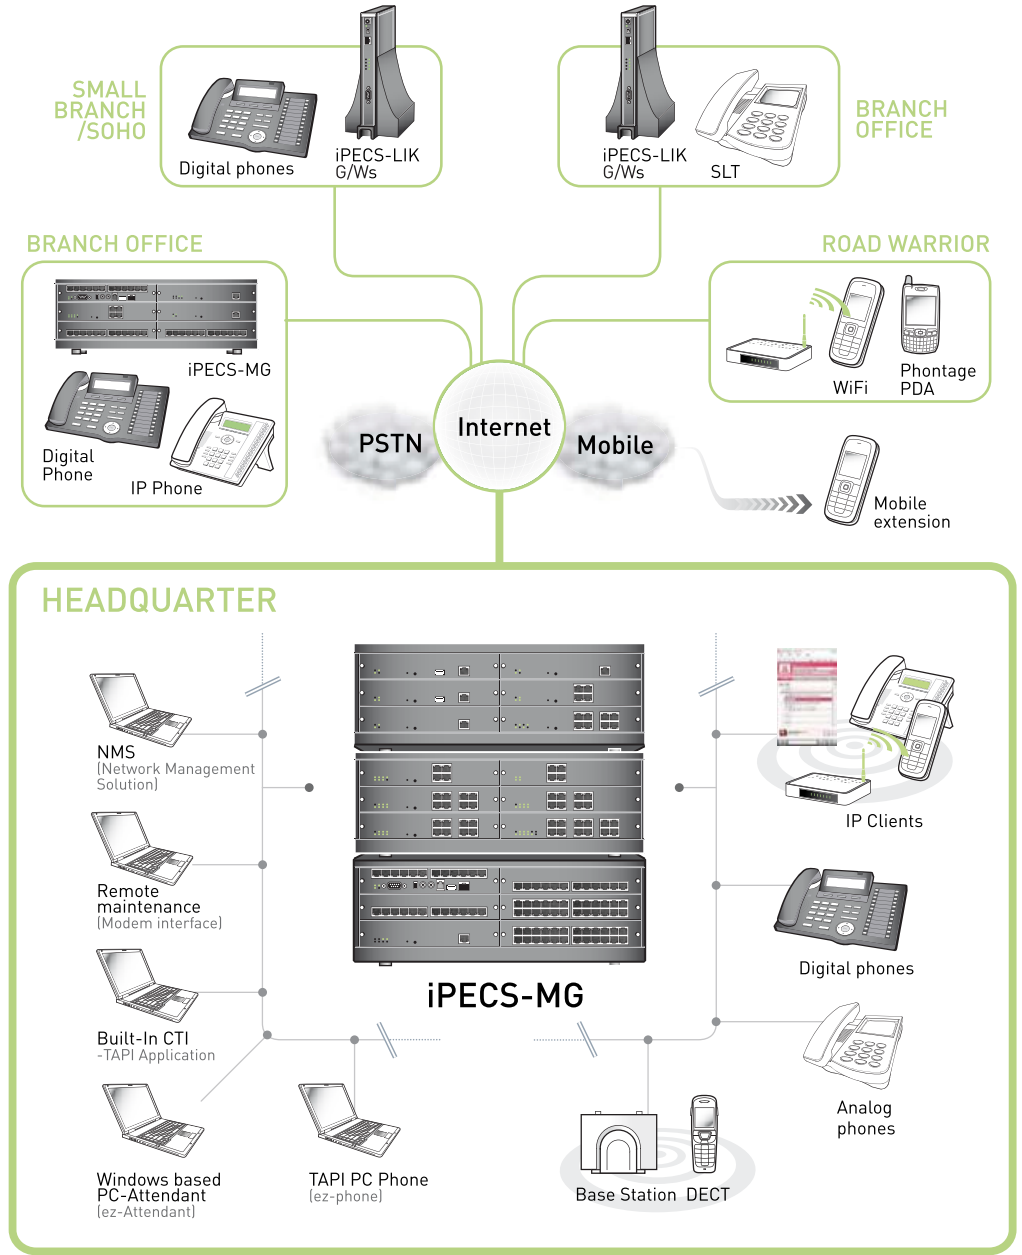 SMALL
BRANCH
/SOHO
Digital phones
iPECS-LIK
G/Ws
iPECS-LIK
G/Ws
SLT
BRANCH
OFFICE
BRANCH OFFICE
iPECS-MG
Digital
Phone
IP Phone
ROAD WARRIOR
WiFi
Phontage
PDA
PSTN
Internet
Mobile
Mobile
extension
HEADQUARTER
NMS
(Network Management
Solution)
Remote
maintenance
(Modem interface)
Built-In CTI
-TAPI Application
Windows based
PC-Attendant
(ez-Attendant)
TAPI PC Phone
(ez-phone)
iPECS-MG
IP Clients
Digital phones
Analog
phones
Base Station
DECT